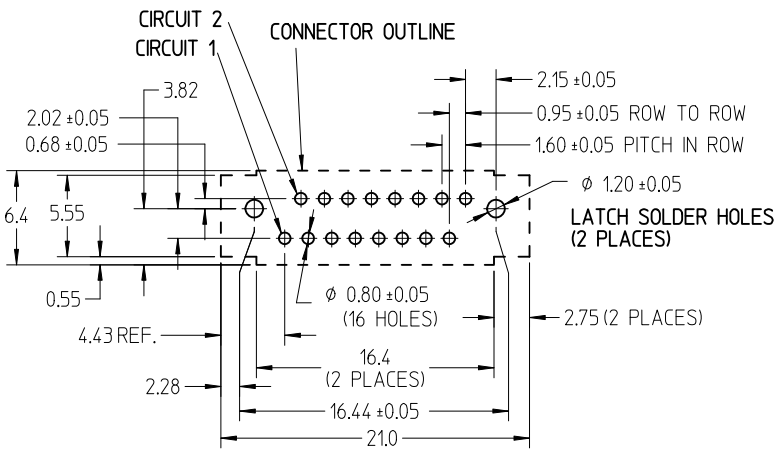 CIRCUIT 2
CIRCUIT 1
CONNECTOR OUTLINE
3.82
2.15 ±0.05
2.02 ±0.05
0.95 ±0.05 ROW TO ROW
0.68 ±0.05
1.60 ±0.05 PITCH IN ROW
6.4
5.55
ϕ 1.20 ±0.05
LATCH SOLDER HOLES
(2 PLACES)
0.55
ϕ 0.80 ±0.05
(16 HOLES)
4.43 REF.
2.75 (2 PLACES)
16.4
(2 PLACES)
2.28
16.44 ±0.05
21.0